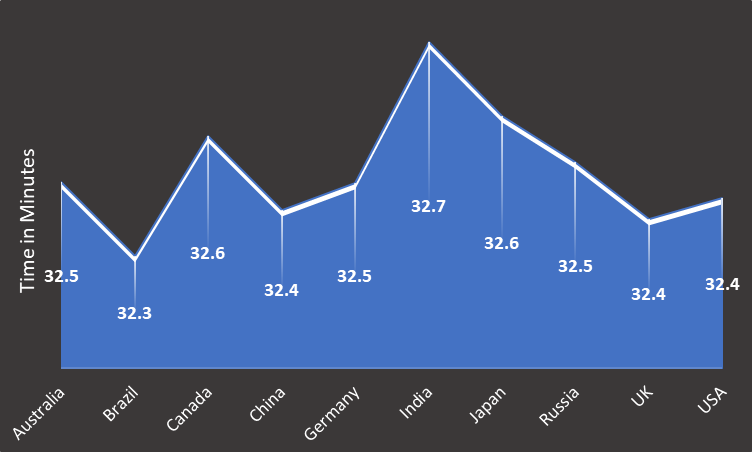 Time in Minutes
32.5
32.3
32.6
32.4
32.5
32.7
32.6
32.5
32.4
32.4
Australia
Brazil
Canada
China
Germany
India
Japan
Russia
UK
USA